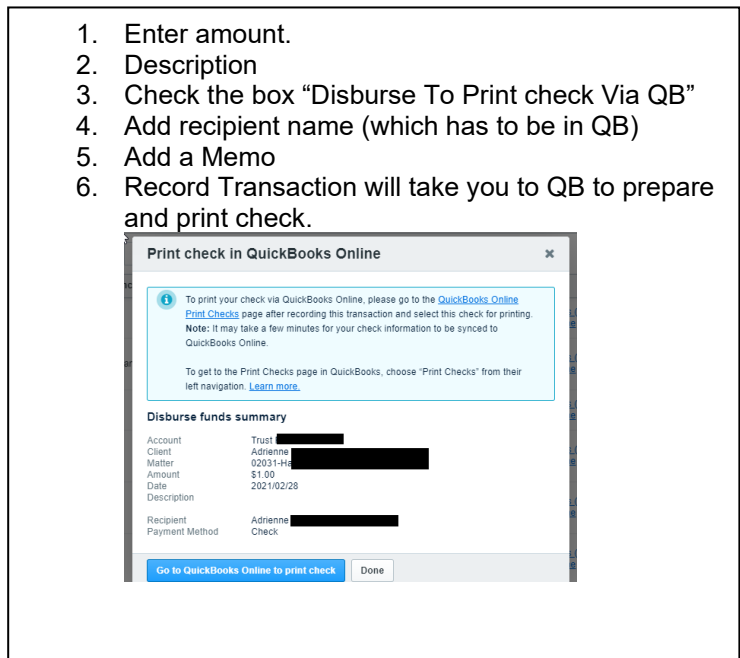 1. Enter amount.
2. Description
3. Check the box “Disburse To Print check Via QB”
4. Add recipient name (which has to be in QB)
5. Add a Memo
6. Record Transaction will take you to QB to prepare
and print check.
Print check in QuickBooks Online ×
To print your check via QuickBooks Online, please go to the QuickBooks Online
Print Checks page after recording this transaction and select this check for printing.
Note: It may take a few minutes for your check information to be synced to
QuickBooks Online.
To get to the Print Checks page in QuickBooks, choose “Print Checks” from their
left navigation. Learn more.
Disburse funds summary
Account Trust
Client Adrienne
Matter 02031-Ha
Amount $1.00
Date 2021/02/28
Description
Recipient Adrienne
Payment Method Check
Go to QuickBooks Online to print check Done